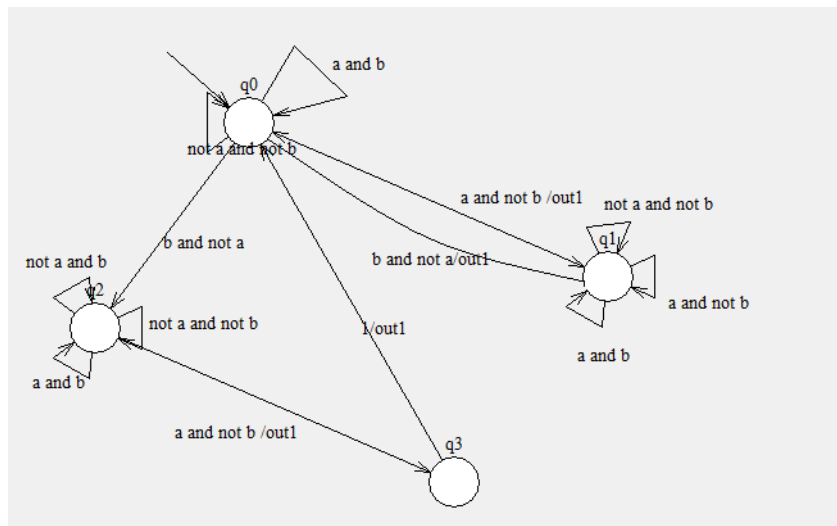 a and b
q0
not a and not b
a and not b /out1
not a and not b
q1
b and not a
b and not a/out1
not a and b
q2
a and not b
not a and not b
1/out1
a and b
a and b
a and not b /out1
q3